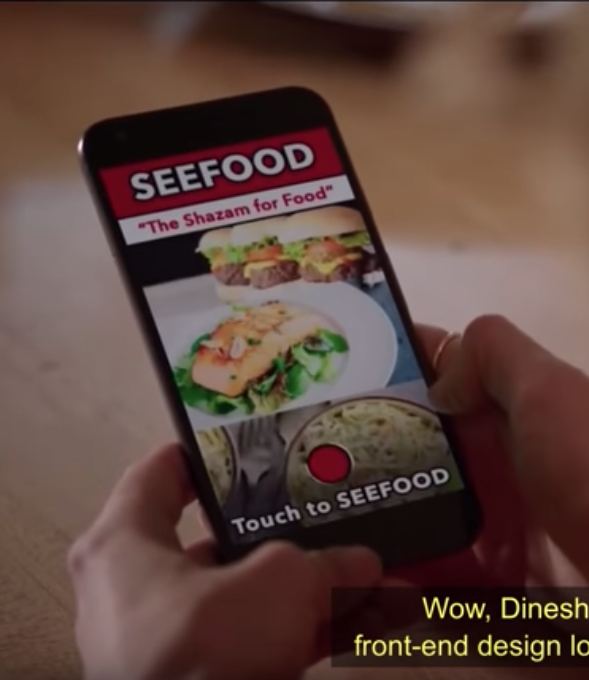 SEEFOOD
"The Shazam for Food"
Touch to SEEFOOD
Wow, Dinesh
front-end design lo